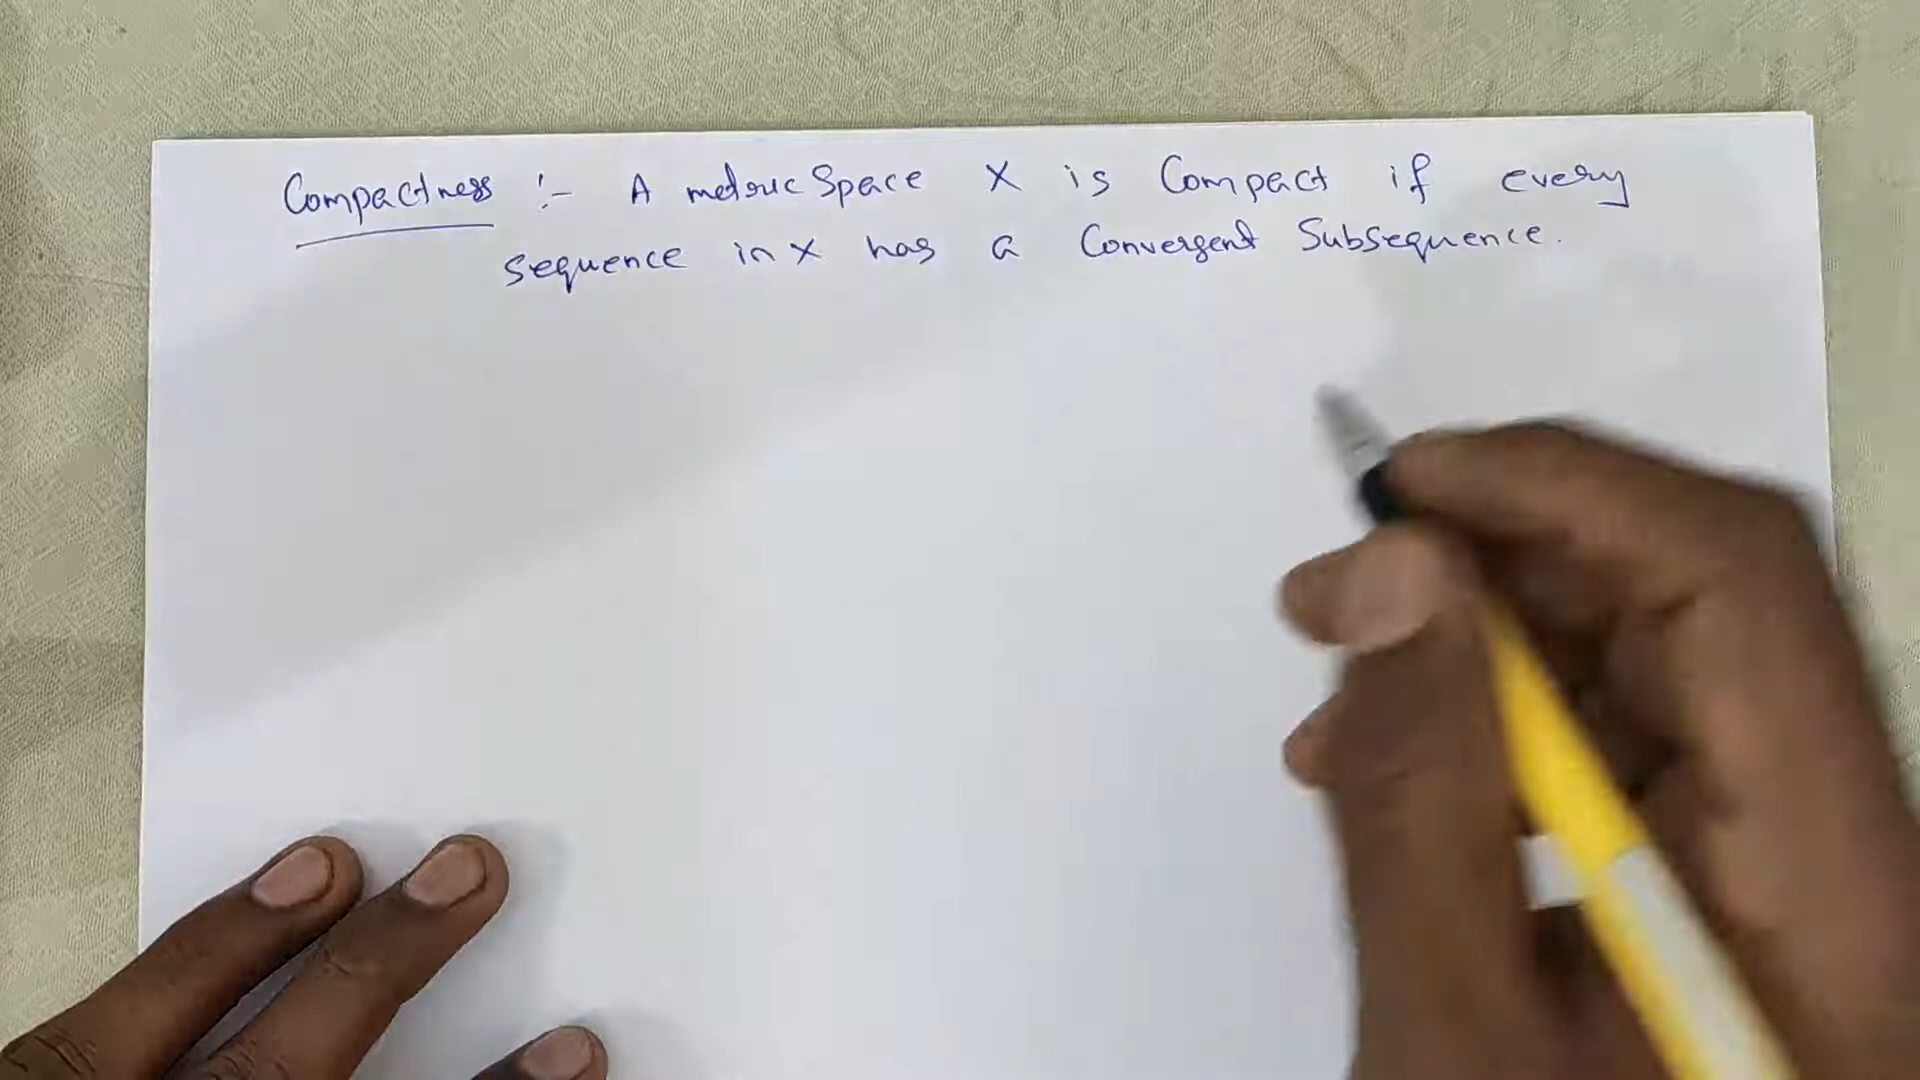 Compactness :- A metric Space X is Compact if every
sequence in X has a Convergent Subsequence.